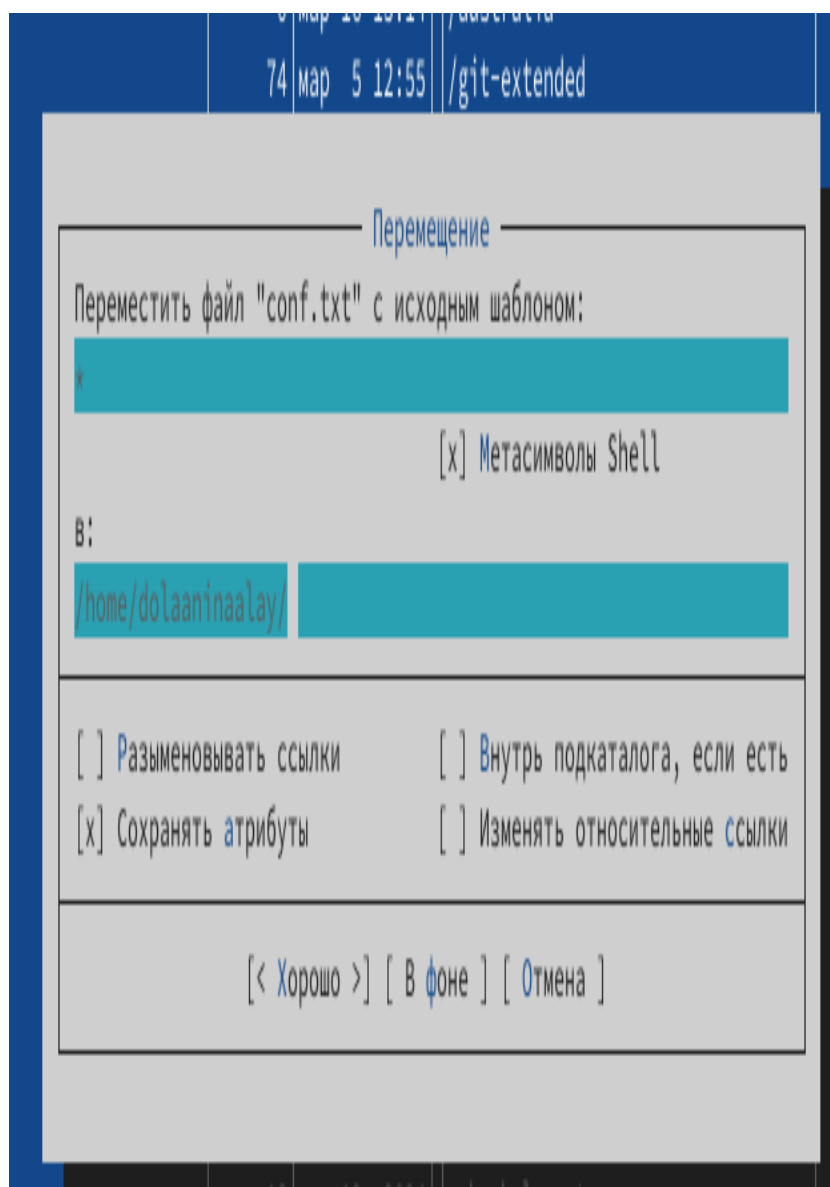 74 мар 5 12:55 /git-extended
Перемещение
Переместить файл "conf.txt" с исходным шаблоном:
*
[x] Метасимволы Shell
в:
/home/dolaaninaalay/
[ ] Разыменовывать ссылки [ ] Внутрь подкаталога, если есть
[x] Сохранять атрибуты [ ] Изменять относительные ссылки
[< Хорошо >] [ В фоне ] [ Отмена ]